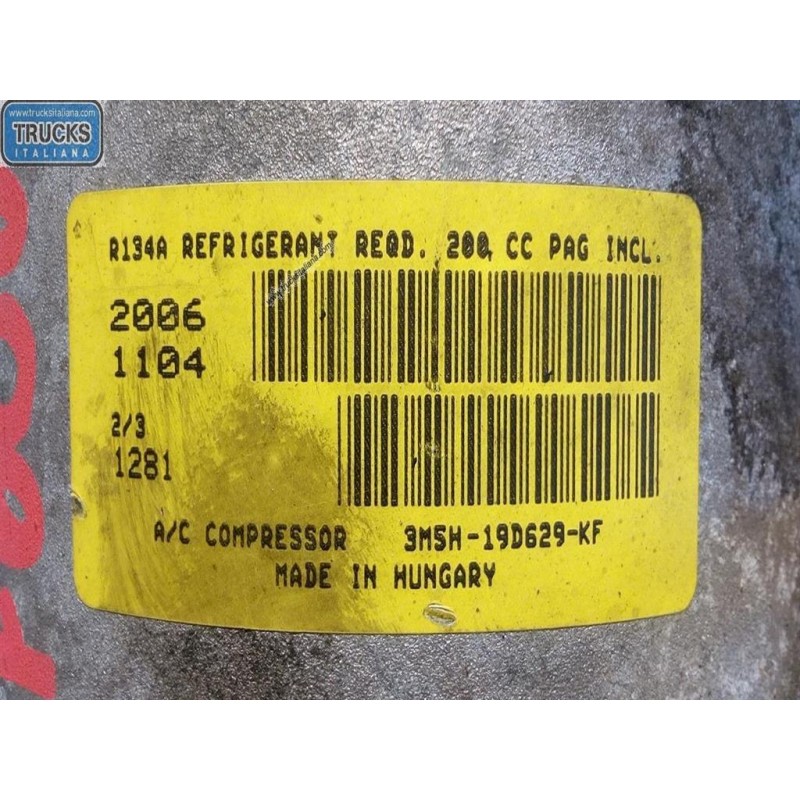 www.trucksitaliana.com
TRUCKS
ITALIANA
R134A REFRIGERANT REQD. 200 CC PAG INCL.
2006
1104
2/3
1281
A/C COMPRESSOR 3M5H-19D629-KF
MADE IN HUNGARY